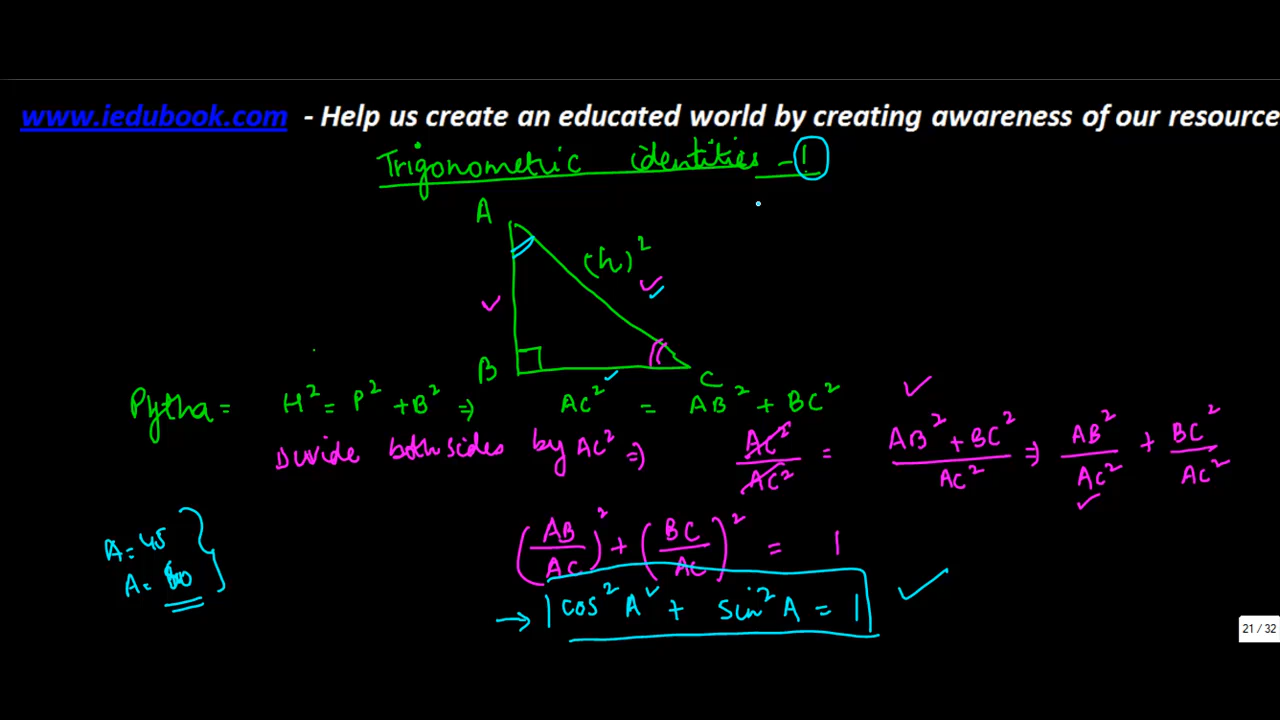 www.iedubook.com - Help us create an educated world by creating awareness of our resource
Trigonometric identities - 1
A
(h)²
B
C
Pytha = H² = P² + B² ⇒ AC² = AB² + BC²
Divide both sides by AC² ⇒ AC²/AC² = (AB² + BC²)/AC² ⇒ AB²/AC² + BC²/AC²
(AB/AC)² + (BC/AC)² = 1
A = 45
A =
→ cos²A + sin²A = 1
21 / 32